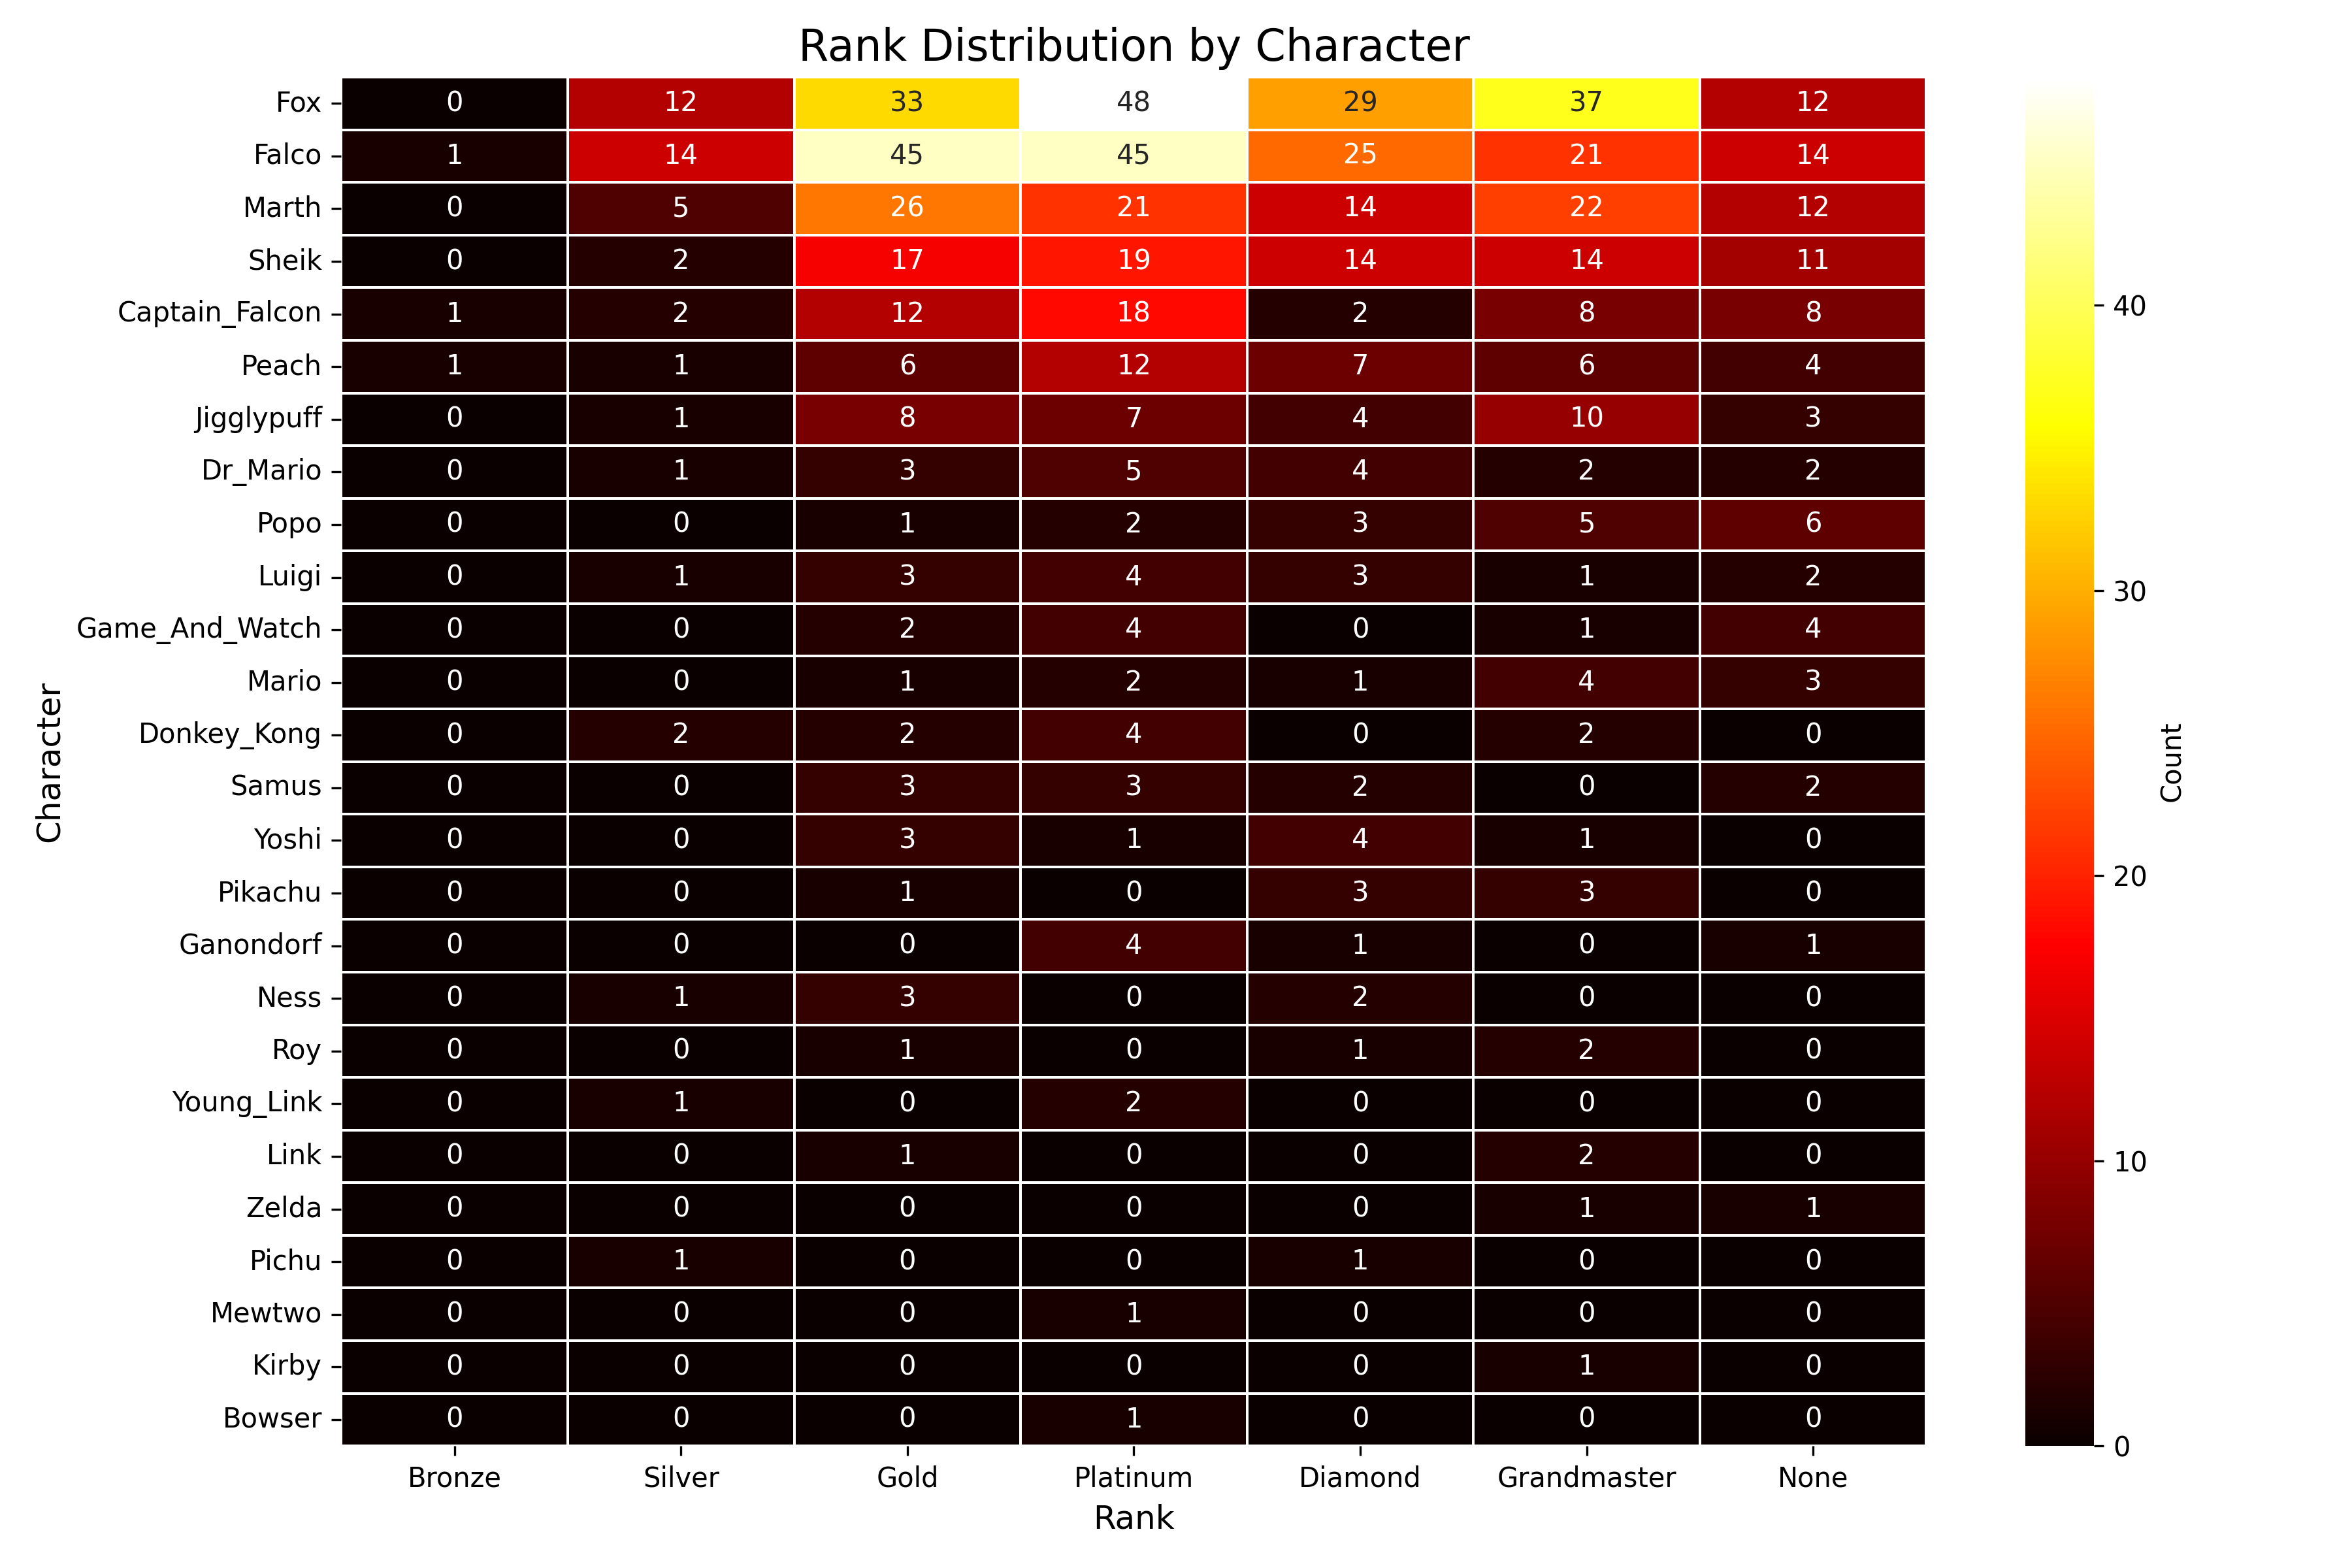 Rank Distribution by Character
Fox 0 12 33 48 29 37 12
Falco 1 14 45 45 25 21 14
Marth 0 5 26 21 14 22 12
Sheik 0 2 17 19 14 14 11
Captain_Falcon 1 2 12 18 2 8 8
Peach 1 1 6 12 7 6 4
Jigglypuff 0 1 8 7 4 10 3
Dr_Mario 0 1 3 5 4 2 2
Popo 0 0 1 2 3 5 6
Luigi 0 1 3 4 3 1 2
Game_And_Watch 0 0 2 4 0 1 4
Mario 0 0 1 2 1 4 3
Donkey_Kong 0 2 2 4 0 2 0
Samus 0 0 3 3 2 0 2
Yoshi 0 0 3 1 4 1 0
Pikachu 0 0 1 0 3 3 0
Ganondorf 0 0 0 4 1 0 1
Ness 0 1 3 0 2 0 0
Roy 0 0 1 0 1 2 0
Young_Link 0 1 0 2 0 0 0
Link 0 0 1 0 0 2 0
Zelda 0 0 0 0 0 1 1
Pichu 0 1 0 0 1 0 0
Mewtwo 0 0 0 1 0 0 0
Kirby 0 0 0 0 0 1 0
Bowser 0 0 0 1 0 0 0
Bronze Silver Gold Platinum Diamond Grandmaster None
Rank
Character
40
30
20
10
0
Count